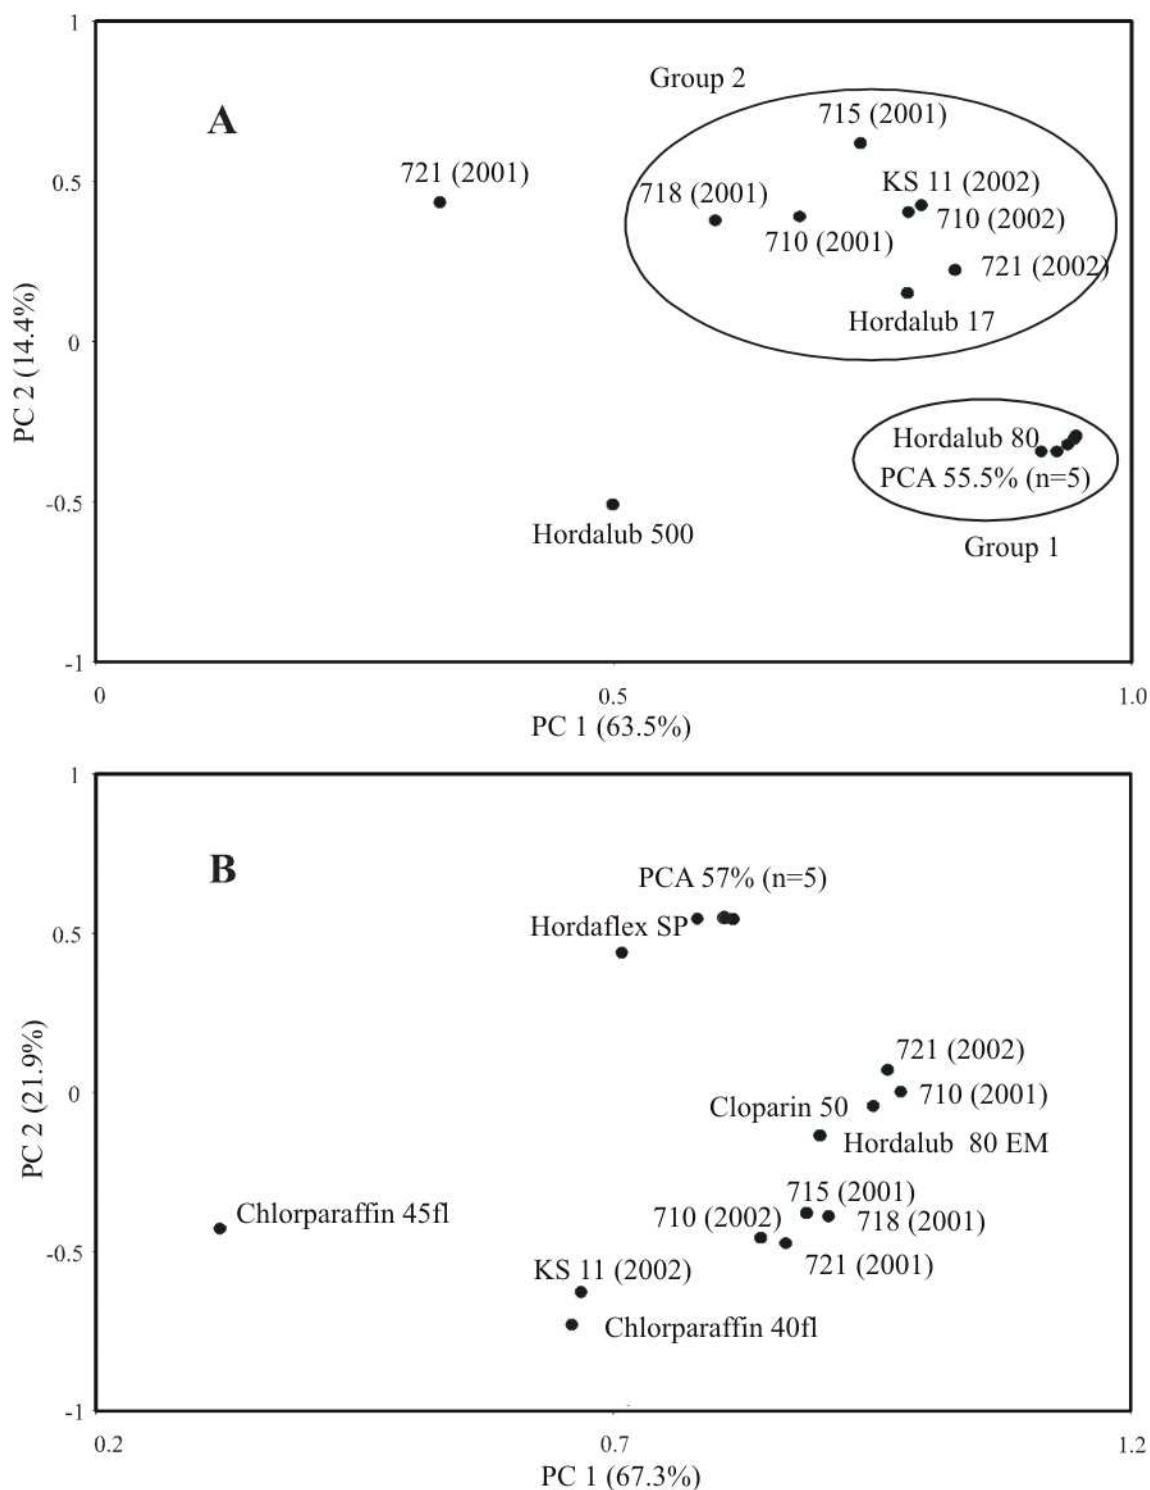 1
Group 2
A
715 (2001)
721 (2001)
KS 11 (2002)
0.5
718 (2001)
710 (2002)
710 (2001)
721 (2002)
Hordalub 17
0
PC 2 (14.4%)
Hordalub 80
PCA 55.5% (n=5)
-0.5
Hordalub 500
Group 1
-1
0
0.5
1.0
PC 1 (63.5%)
1
B
PCA 57% (n=5)
Hordaflex SP
0.5
721 (2002)
0
710 (2001)
Cloparin 50
PC 2 (21.9%)
Hordalub 80 EM
715 (2001)
Chlorparaffin 45fl
710 (2002)
718 (2001)
-0.5
721 (2001)
KS 11 (2002)
Chlorparaffin 40fl
-1
0.2
0.7
1.2
PC 1 (67.3%)